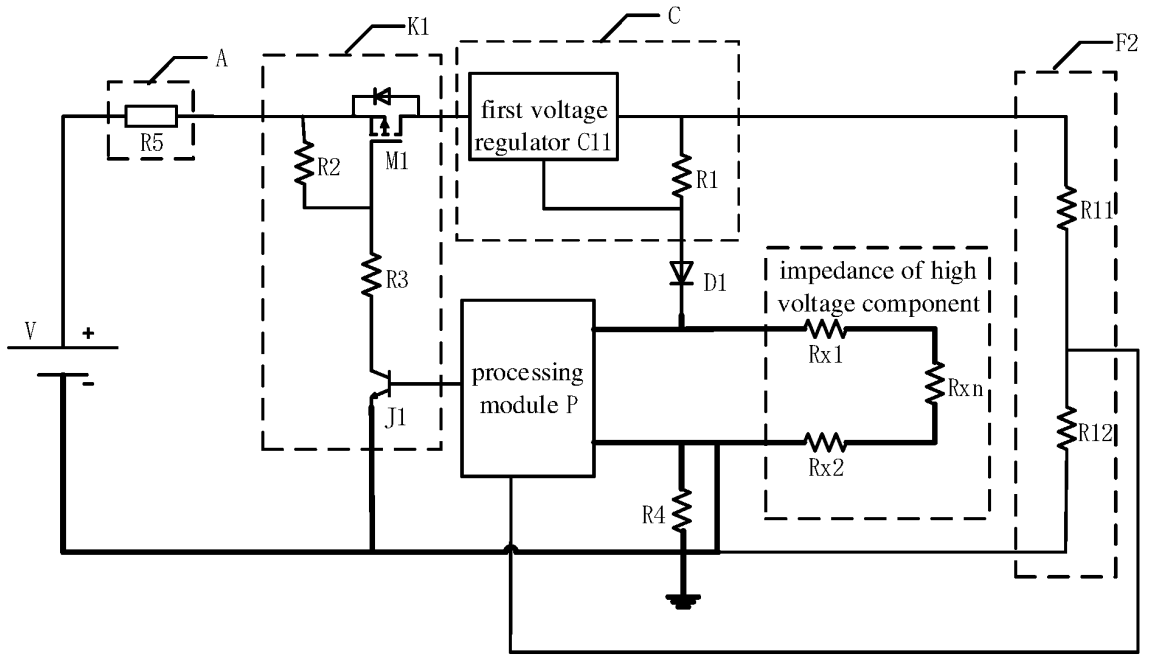 A
K1
C
F2
R5
R2
M1
first voltage
regulator C11
R1
R11
R3
D1
impedance of high
voltage component
V
+
-
Rx1
processing
module P
Rxn
J1
R12
Rx2
R4